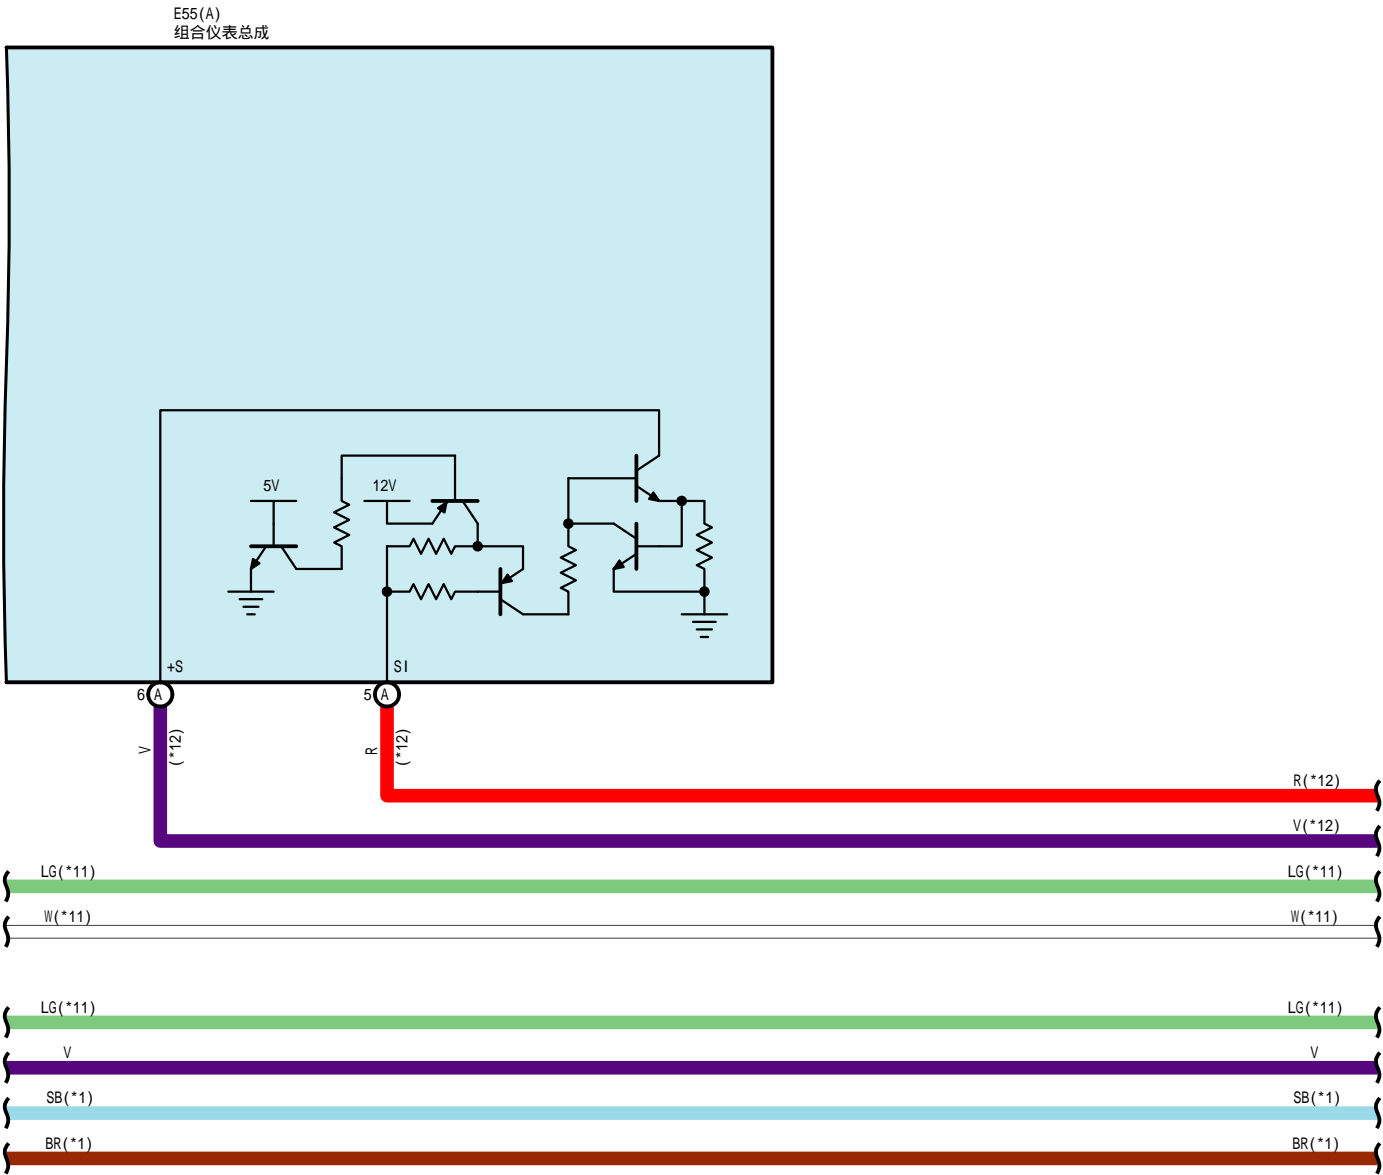 E55(A)
组合仪表总成
5V
12V
+S
SI
6 A
5 A
V
(*12)
R
(*12)
R(*12)
V(*12)
LG(*11) LG(*11)
W(*11) W(*11)
LG(*11) LG(*11)
V V
SB(*1) SB(*1)
BR(*1) BR(*1)